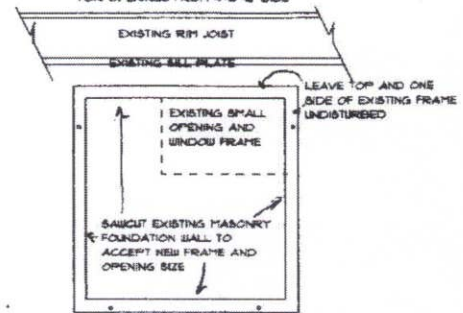 EXISTING RIM JOIST
EXISTING SILL PLATE
LEAVE TOP AND ONE
SIDE OF EXISTING FRAME
UNDISTURBED
EXISTING SMALL
OPENING AND
WINDOW FRAME
SAWCUT EXISTING MASONRY
FOUNDATION WALL TO
ACCEPT NEW FRAME AND
OPENING SIZE